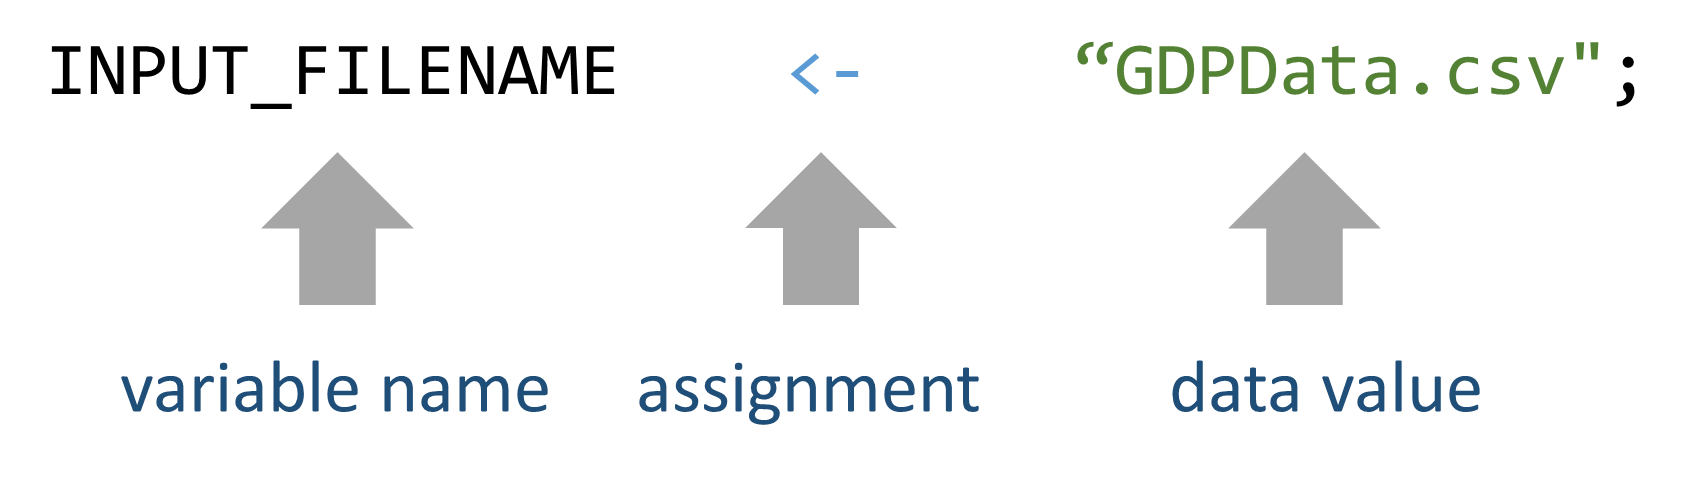 INPUT_FILENAME <- “GDPData.csv";
variable name assignment data value